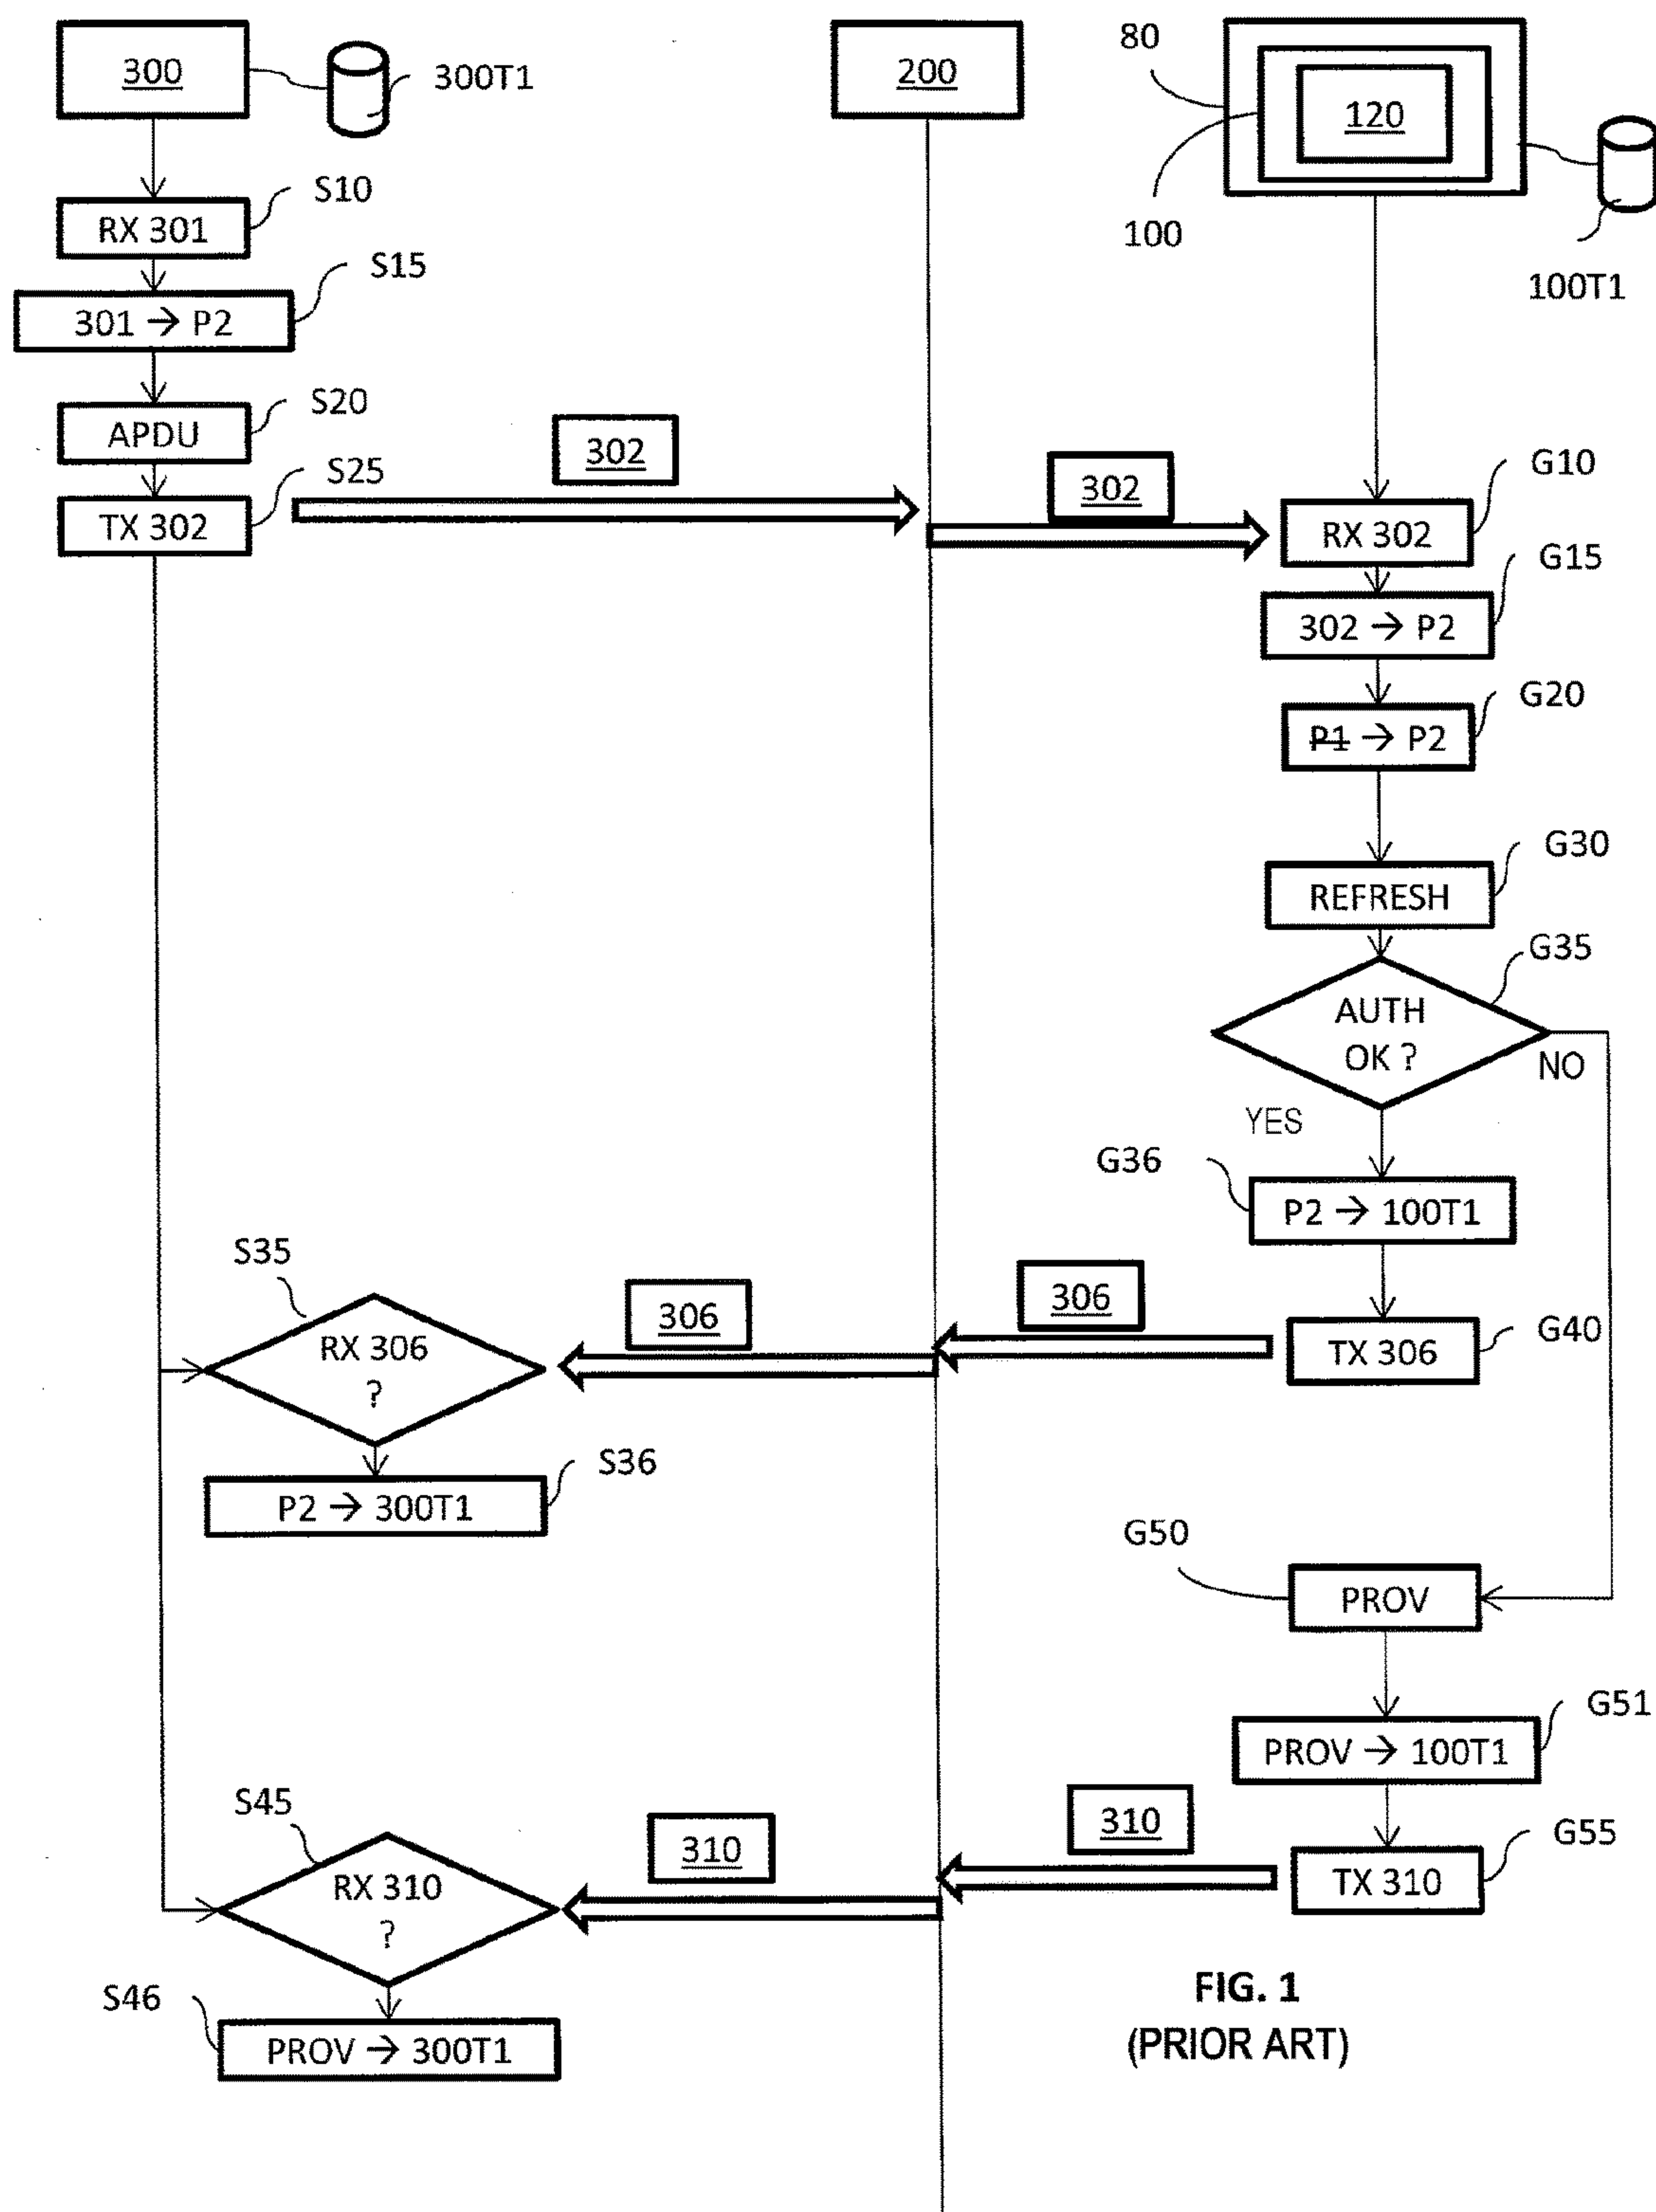 300
300T1
200
80
120
100
100T1
S10
RX 301
S15
301 → P2
S20
APDU
S25
TX 302
302
302
G10
RX 302
G15
302 → P2
G20
P1 → P2
G30
REFRESH
G35
AUTH
OK ?
NO
YES
G36
P2 → 100T1
S35
RX 306
?
306
306
G40
TX 306
S36
P2 → 300T1
G50
PROV
G51
PROV → 100T1
S45
RX 310
?
310
310
G55
TX 310
S46
PROV → 300T1
FIG. 1
(PRIOR ART)